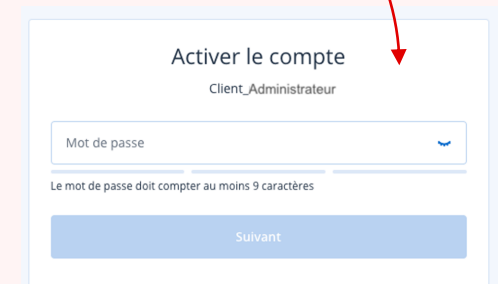 Activer le compte
Client_Administrateur
Mot de passe
Le mot de passe doit compter au moins 9 caractères
Suivant